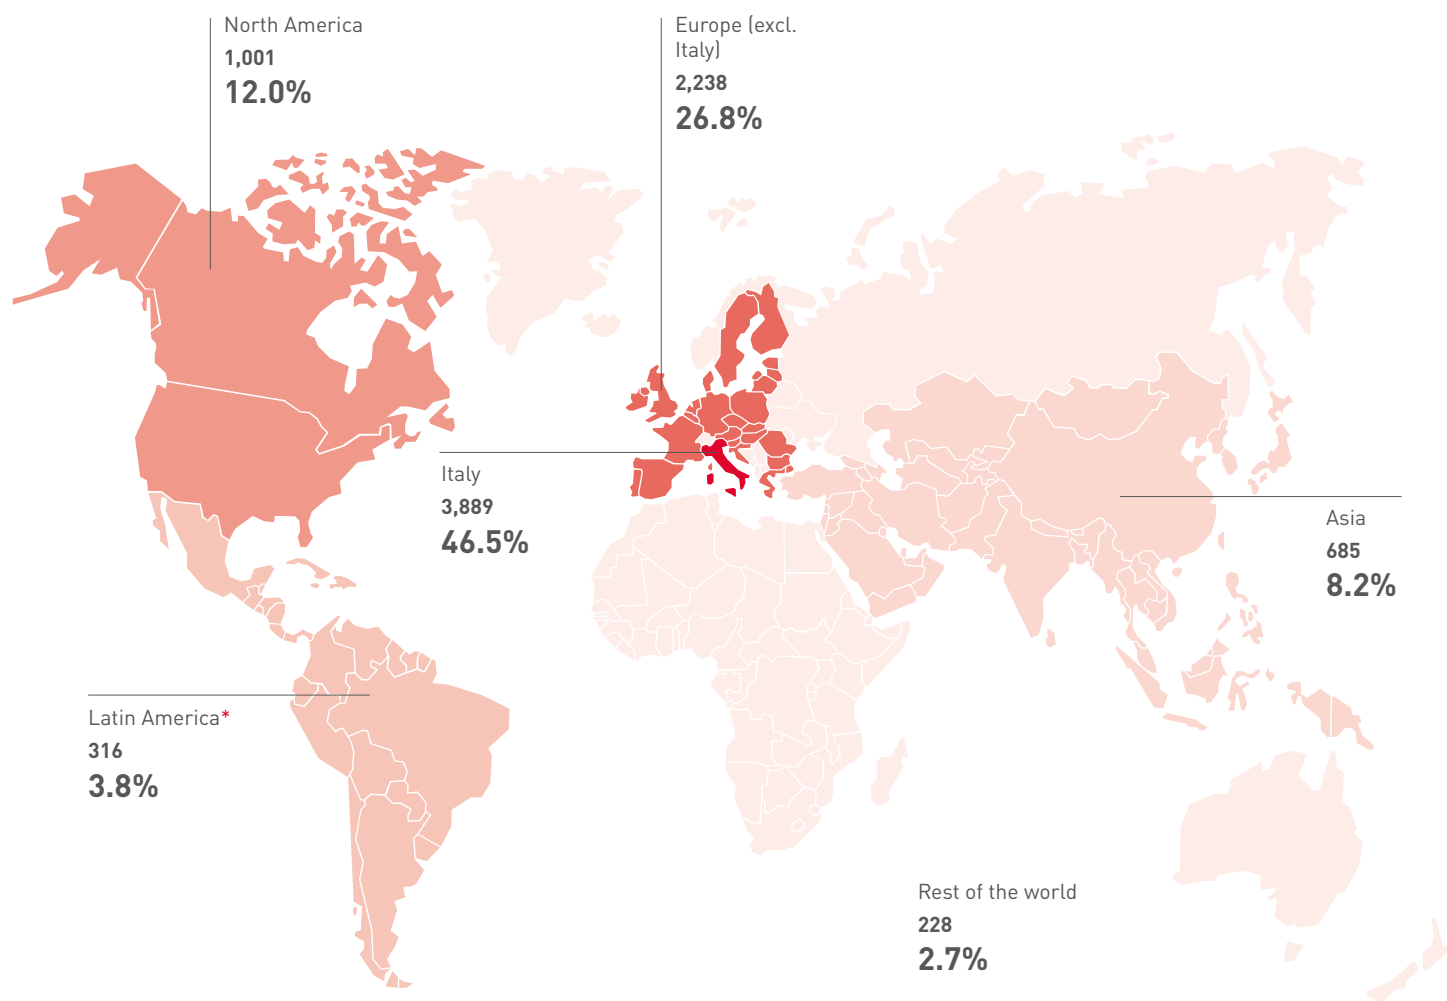 North America
1,001
12.0%
Europe (excl.
Italy)
2,238
26.8%
Italy
3,889
46.5%
Asia
685
8.2%
Latin America*
316
3.8%
Rest of the world
228
2.7%